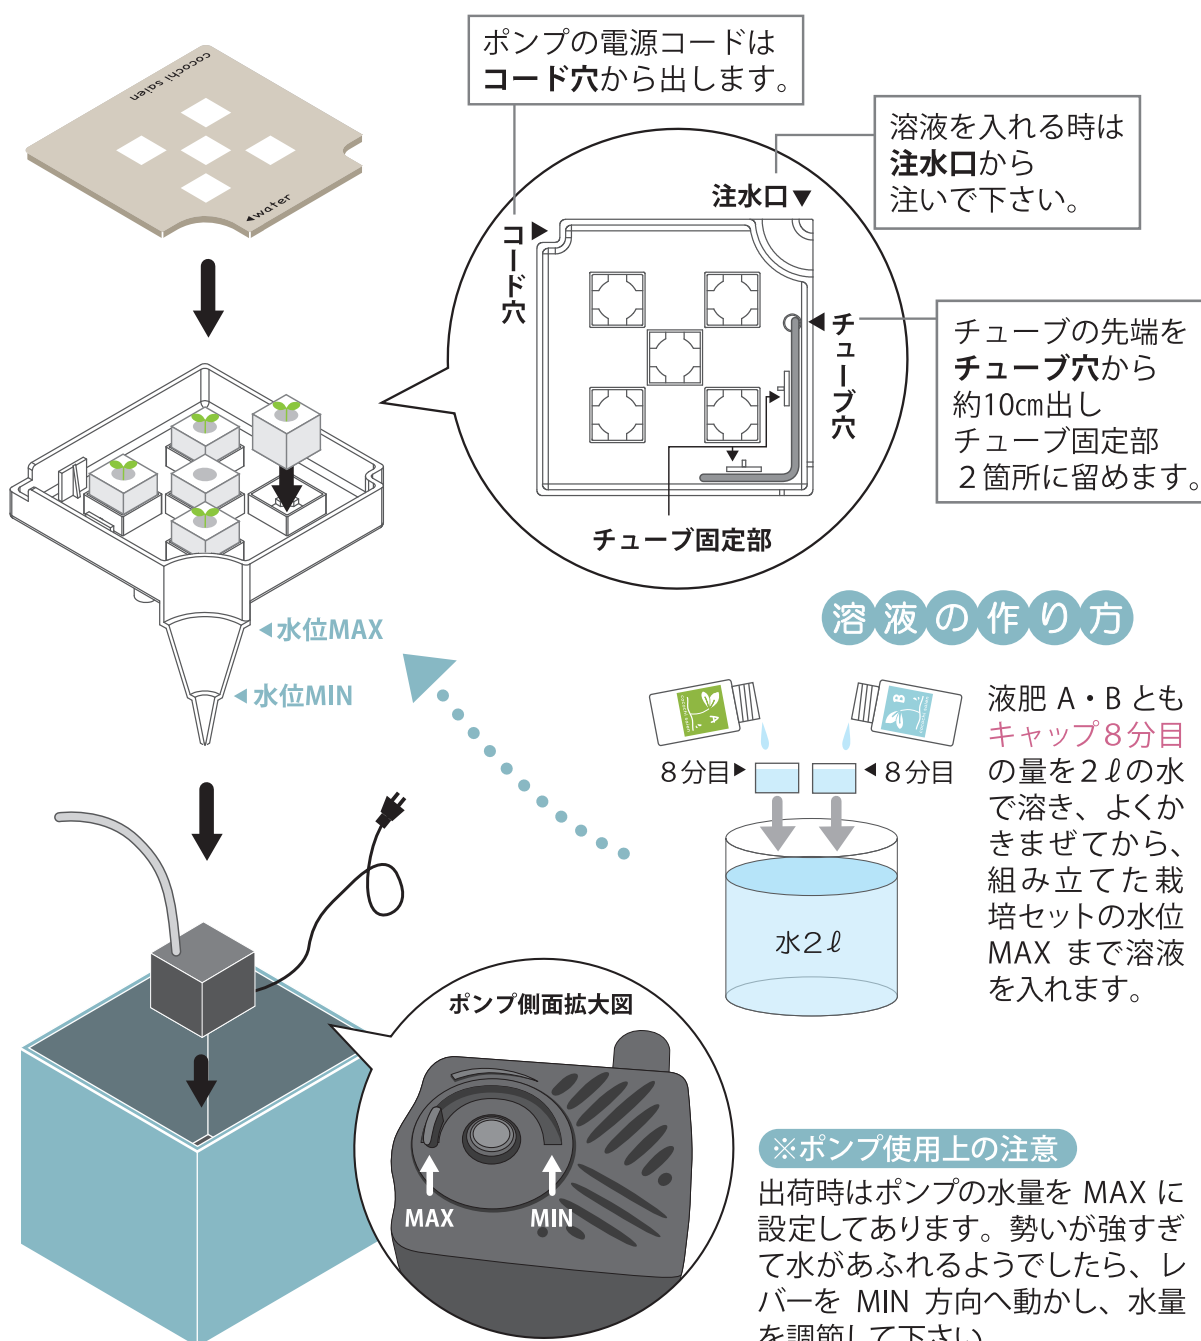 cocochi saien
◀water
ポンプの電源コードは
コード穴から出します。
溶液を入れる時は
注水口から
注いで下さい。
注水口▼
コード穴▶
◀チューブ穴
チューブの先端を
チューブ穴から
約10㎝出し
チューブ固定部
２箇所に留めます。
チューブ固定部
◀水位MAX
◀水位MIN
溶液の作り方
A
B
8分目▶
◀8分目
水2ℓ
液肥 A・B とも
キャップ8分目
の量を2ℓの水
で溶き、よくか
きまぜてから、
組み立てた栽
培セットの水位
MAX まで溶液
を入れます。
ポンプ側面拡大図
MAX
MIN
※ポンプ使用上の注意
出荷時はポンプの水量を MAX に
設定してあります。勢いが強すぎ
て水があふれるようでしたら、レ
バーを MIN 方向へ動かし、水量
を調節して下さい。